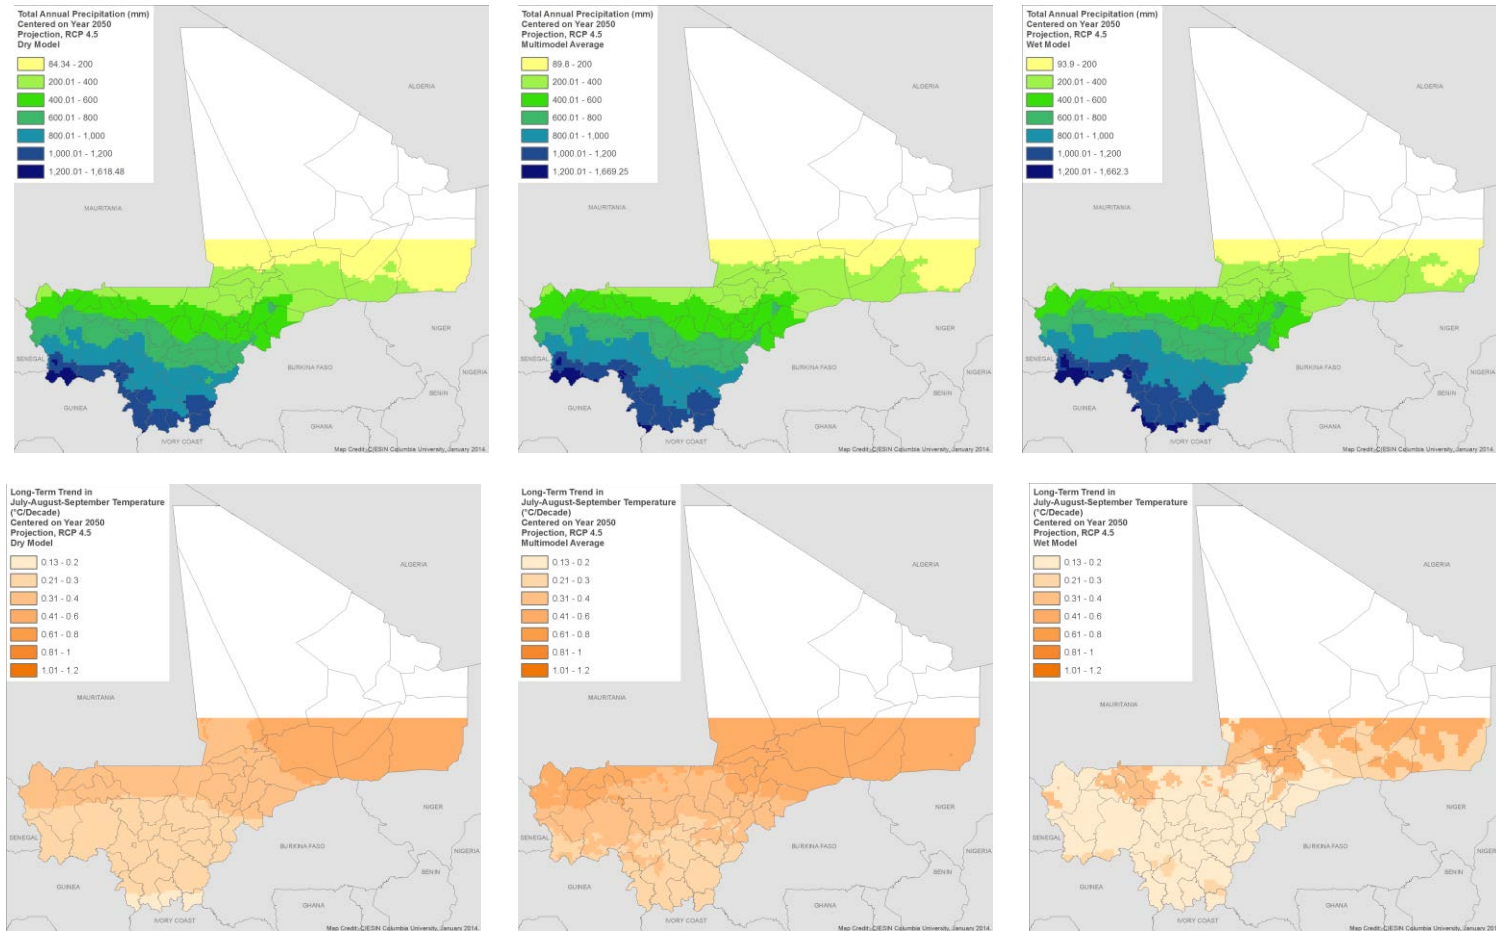 Total Annual Precipitation (mm)
Centered on Year 2050
Projection, RCP 4.5
Dry Model
84.34 - 200
200.01 - 400
400.01 - 600
600.01 - 800
800.01 - 1,000
1,000.01 - 1,200
1,200.01 - 1,618.48
ALGERIA
MAURITANIA
NIGER
SENEGAL
BURKINA FASO
NIGERIA
BENIN
GUINEA
GHANA
IVORY COAST
Map Credit: CIESIN Columbia University, January 2014.
Total Annual Precipitation (mm)
Centered on Year 2050
Projection, RCP 4.5
Multimodel Average
89.8 - 200
200.01 - 400
400.01 - 600
600.01 - 800
800.01 - 1,000
1,000.01 - 1,200
1,200.01 - 1,669.25
ALGERIA
MAURITANIA
NIGER
SENEGAL
BURKINA FASO
NIGERIA
BENIN
GUINEA
GHANA
IVORY COAST
Map Credit: CIESIN Columbia University, January 2014.
Total Annual Precipitation (mm)
Centered on Year 2050
Projection, RCP 4.5
Wet Model
93.9 - 200
200.01 - 400
400.01 - 600
600.01 - 800
800.01 - 1,000
1,000.01 - 1,200
1,200.01 - 1,662.3
ALGERIA
MAURITANIA
NIGER
SENEGAL
BURKINA FASO
NIGERIA
BENIN
GUINEA
GHANA
IVORY COAST
Map Credit: CIESIN Columbia University, January 2014.
Long-Term Trend in
July-August-September Temperature
(°C/Decade)
Centered on Year 2050
Projection, RCP 4.5
Dry Model
0.13 - 0.2
0.21 - 0.3
0.31 - 0.4
0.41 - 0.6
0.61 - 0.8
0.81 - 1
1.01 - 1.2
ALGERIA
MAURITANIA
NIGER
SENEGAL
BURKINA FASO
NIGERIA
BENIN
GUINEA
GHANA
IVORY COAST
Map Credit: CIESIN Columbia University, January 2014.
Long-Term Trend in
July-August-September Temperature
(°C/Decade)
Centered on Year 2050
Projection, RCP 4.5
Multimodel Average
0.13 - 0.2
0.21 - 0.3
0.31 - 0.4
0.41 - 0.6
0.61 - 0.8
0.81 - 1
1.01 - 1.2
ALGERIA
MAURITANIA
NIGER
SENEGAL
BURKINA FASO
NIGERIA
BENIN
GUINEA
GHANA
IVORY COAST
Map Credit: CIESIN Columbia University, January 2014.
Long-Term Trend in
July-August-September Temperature
(°C/Decade)
Centered on Year 2050
Projection, RCP 4.5
Wet Model
0.13 - 0.2
0.21 - 0.3
0.31 - 0.4
0.41 - 0.6
0.61 - 0.8
0.81 - 1
1.01 - 1.2
ALGERIA
MAURITANIA
NIGER
SENEGAL
BURKINA FASO
NIGERIA
BENIN
GUINEA
GHANA
IVORY COAST
Map Credit: CIESIN Columbia University, January